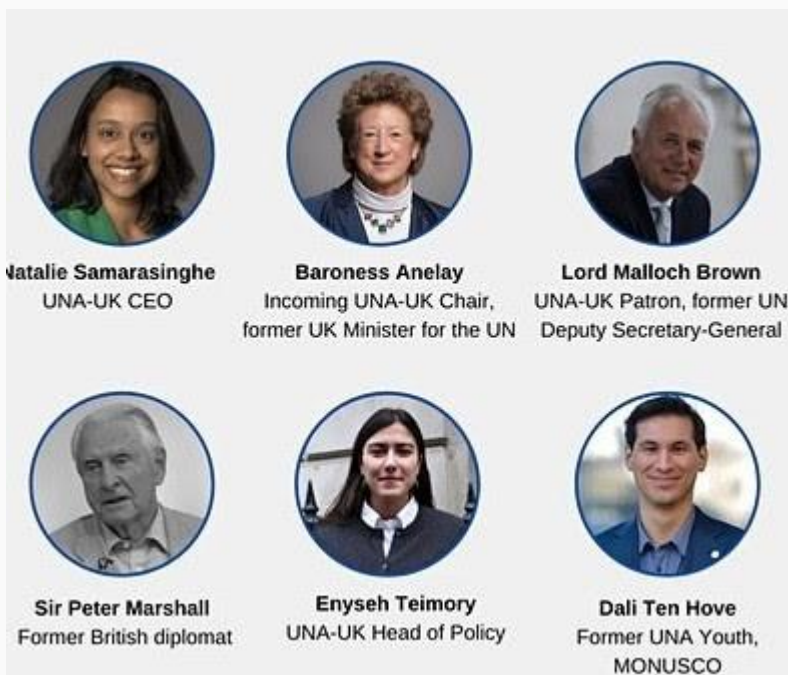 Natalie Samarasinghe
UNA-UK CEO
Baroness Anelay
Incoming UNA-UK Chair,
former UK Minister for the UN
Lord Malloch Brown
UNA-UK Patron, former UN
Deputy Secretary-General
Sir Peter Marshall
Former British diplomat
Enyseh Teimory
UNA-UK Head of Policy
Dali Ten Hove
Former UNA Youth,
MONUSCO